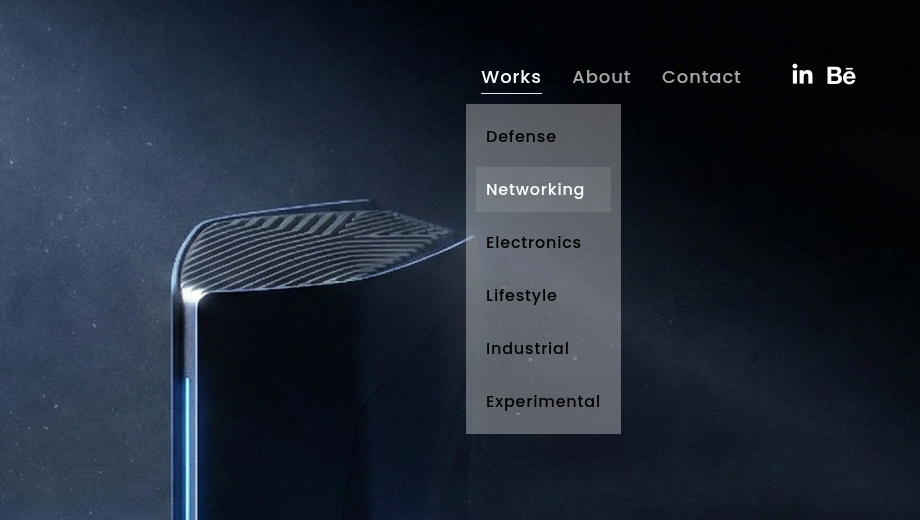 Works About Contact in Bē
Defense
Networking
Electronics
Lifestyle
Industrial
Experimental